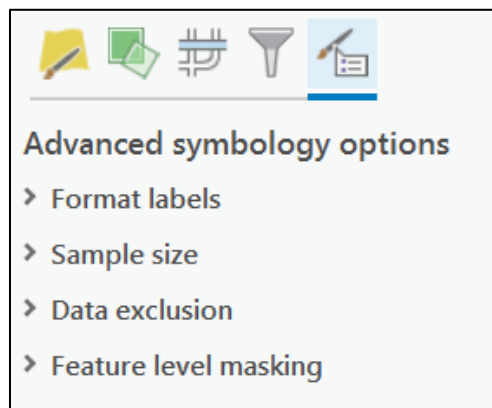 Advanced symbology options
Format labels
Sample size
Data exclusion
Feature level masking